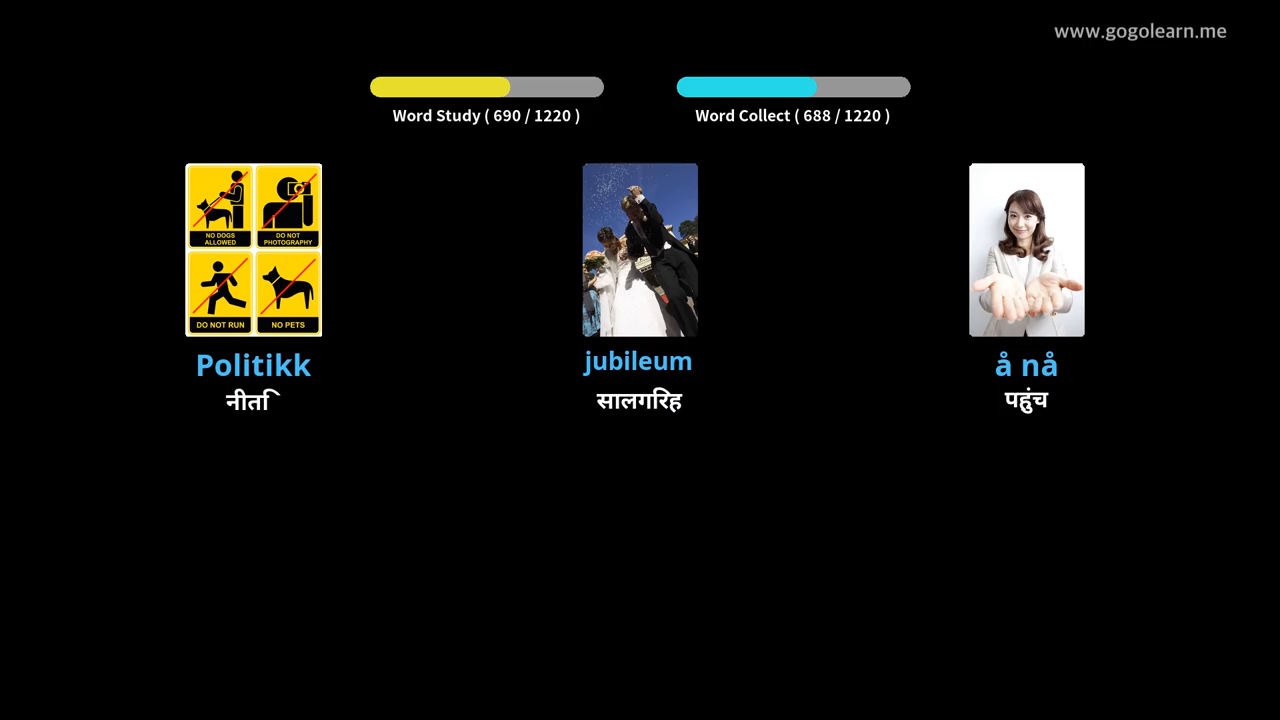 www.gogolearn.me
Word Study ( 690 / 1220 )
Word Collect ( 688 / 1220 )
NO DOGS
ALLOWED
DO NOT
PHOTOGRAPHY
DO NOT RUN
NO PETS
Politikk
नीति
jubileum
सालगिरह
å nå
पहुंच